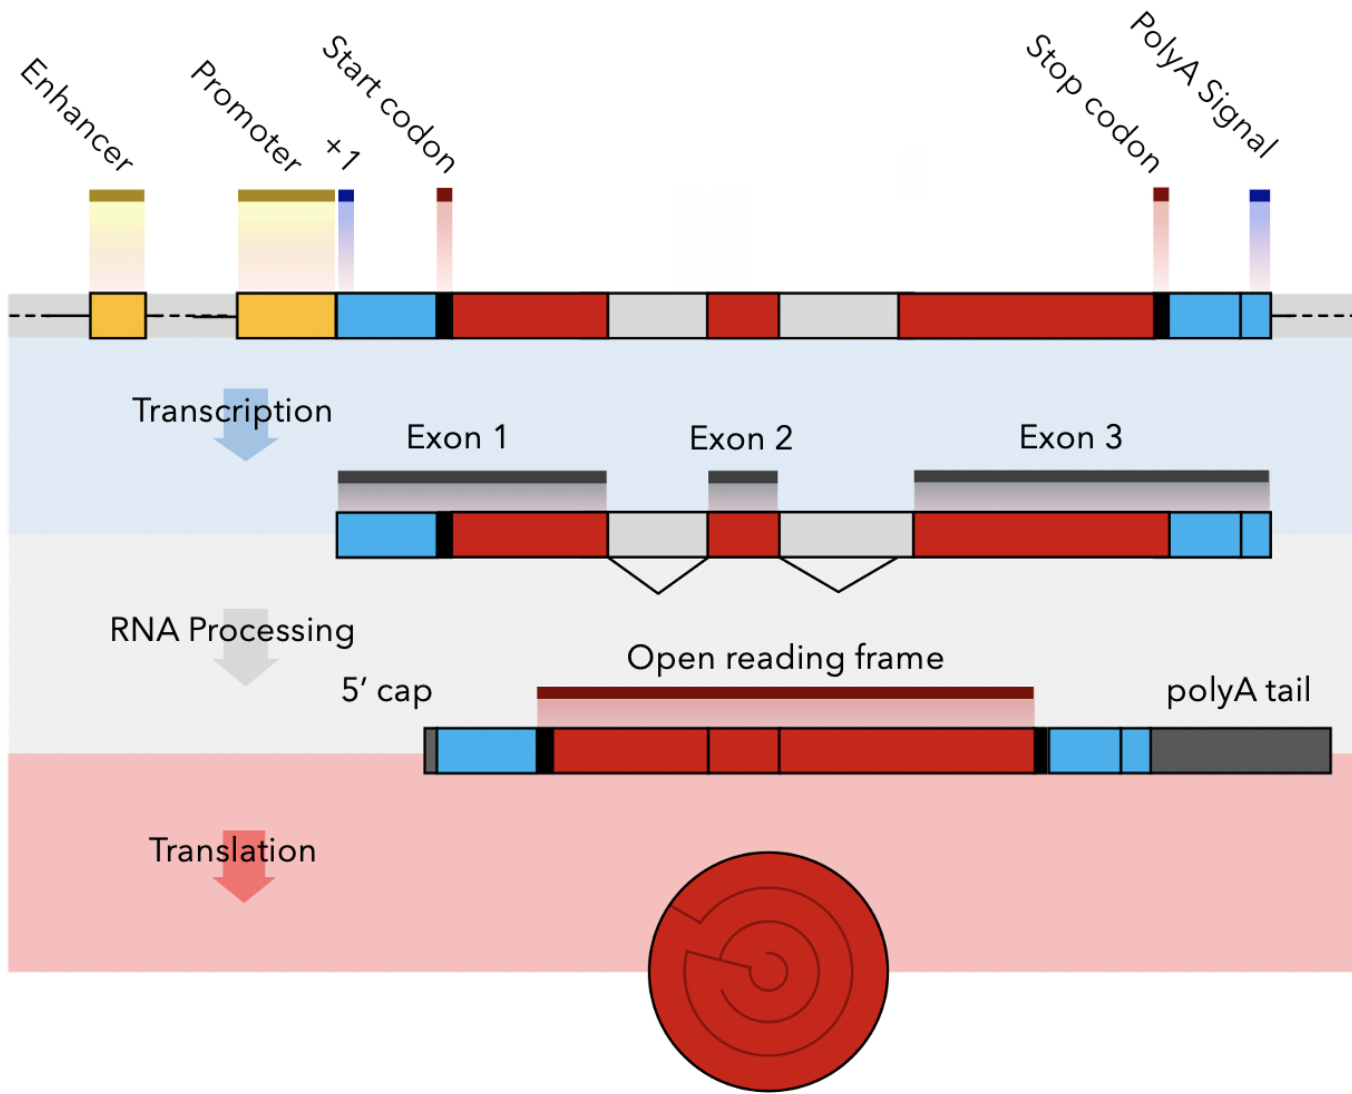 Enhancer
Promoter
+1
Start codon
Stop codon
PolyA Signal
Transcription
Exon 1
Exon 2
Exon 3
RNA Processing
Open reading frame
5’ cap
polyA tail
Translation